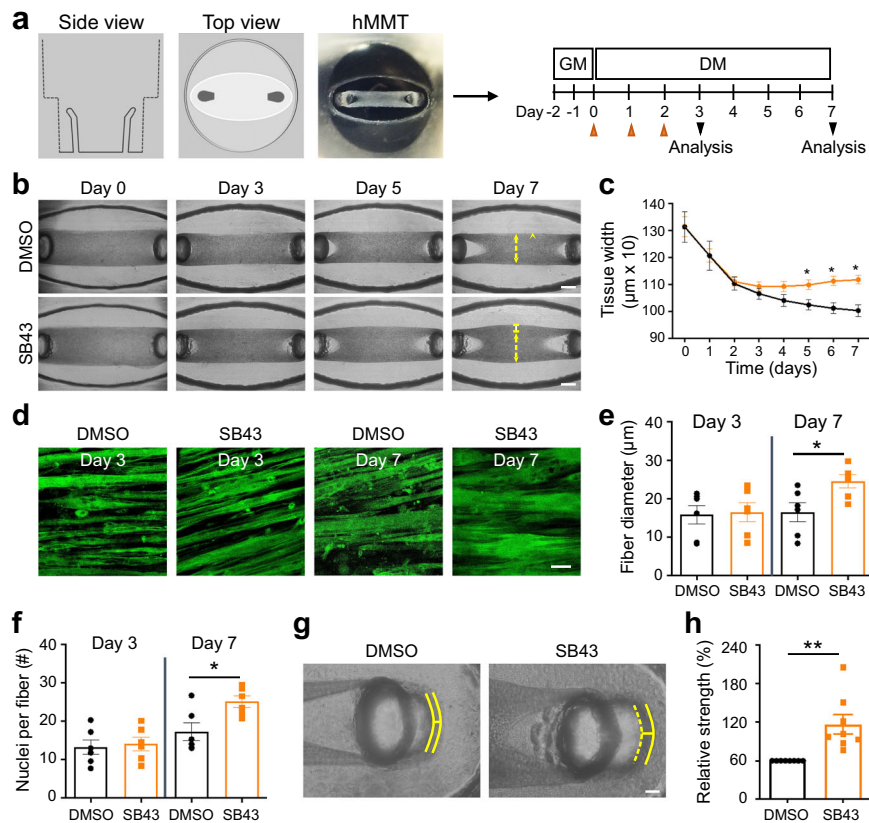 a
Side view Top view hMMT
GM DM
Day -2 -1 0 1 2 3 4 5 6 7
Analysis Analysis
b
Day 0 Day 3 Day 5 Day 7
DMSO
SB43
c
Tissue width
(µm x 10)
140
130
120
110
100
90
* * *
0 1 2 3 4 5 6 7
Time (days)
d
DMSO SB43 DMSO SB43
Day 3 Day 3 Day 7 Day 7
e
Day 3 Day 7
Fiber diameter (µm)
40
30
20
10
0
*
DMSO SB43 DMSO SB43
f
Day 3 Day 7
Nuclei per fiber (#)
40
30
20
10
0
*
DMSO SB43 DMSO SB43
g
DMSO SB43
h
Relative strength (%)
240
180
120
60
0
**
DMSO SB43